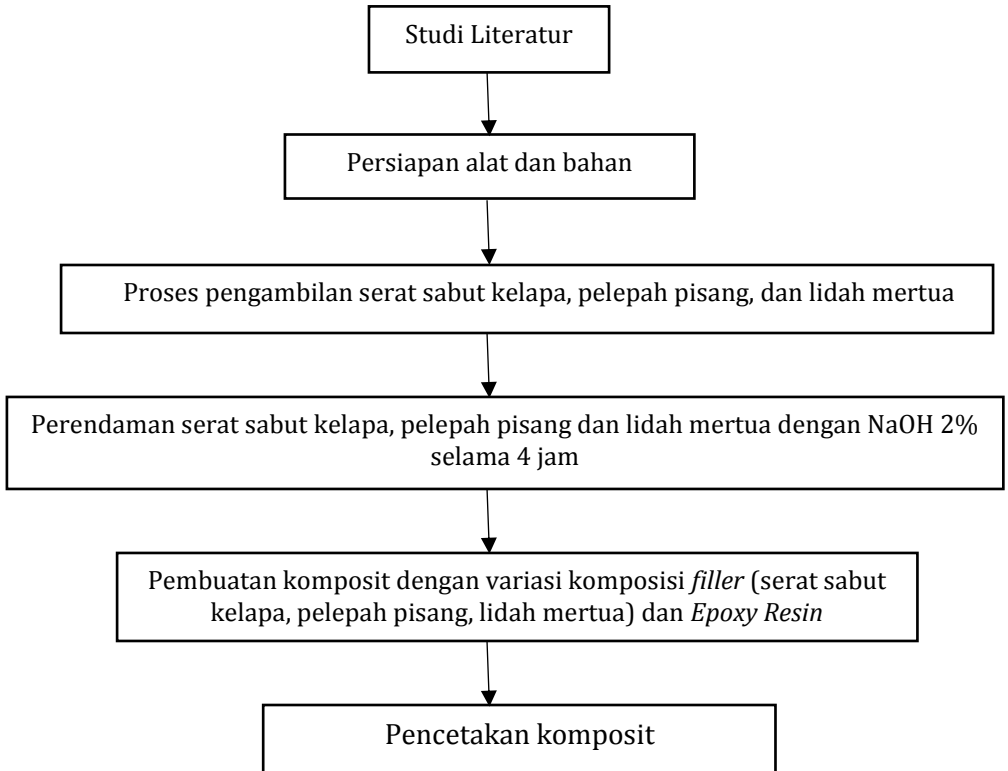 Studi Literatur
Persiapan alat dan bahan
Proses pengambilan serat sabut kelapa, pelepah pisang, dan lidah mertua
Perendaman serat sabut kelapa, pelepah pisang dan lidah mertua dengan NaOH 2%
selama 4 jam
Pembuatan komposit dengan variasi komposisi filler (serat sabut
kelapa, pelepah pisang, lidah mertua) dan Epoxy Resin
Pencetakan komposit